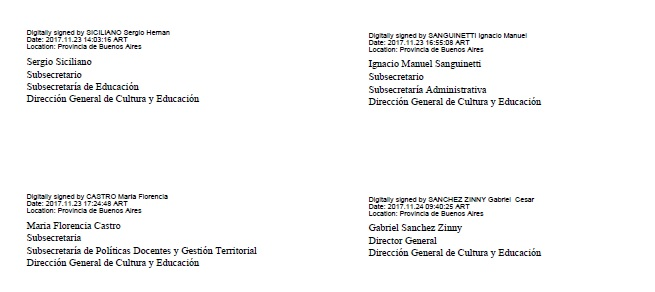 Digitally signed by SICILIANO Sergio Hernan
Date: 2017.11.23 14:03:16 ART
Location: Provincia de Buenos Aires
Sergio Siciliano
Subsecretario
Subsecretaría de Educación
Dirección General de Cultura y Educación
Digitally signed by SANGUINETTI Ignacio Manuel
Date: 2017.11.23 16:55:08 ART
Location: Provincia de Buenos Aires
Ignacio Manuel Sanguinetti
Subsecretario
Subsecretaría Administrativa
Dirección General de Cultura y Educación
Digitally signed by CASTRO Maria Florencia
Date: 2017.11.23 17:24:48 ART
Location: Provincia de Buenos Aires
Maria Florencia Castro
Subsecretaria
Subsecretaría de Políticas Docentes y Gestión Territorial
Dirección General de Cultura y Educación
Digitally signed by SANCHEZ ZINNY Gabriel Cesar
Date: 2017.11.24 09:40:25 ART
Location: Provincia de Buenos Aires
Gabriel Sanchez Zinny
Director General
Dirección General de Cultura y Educación